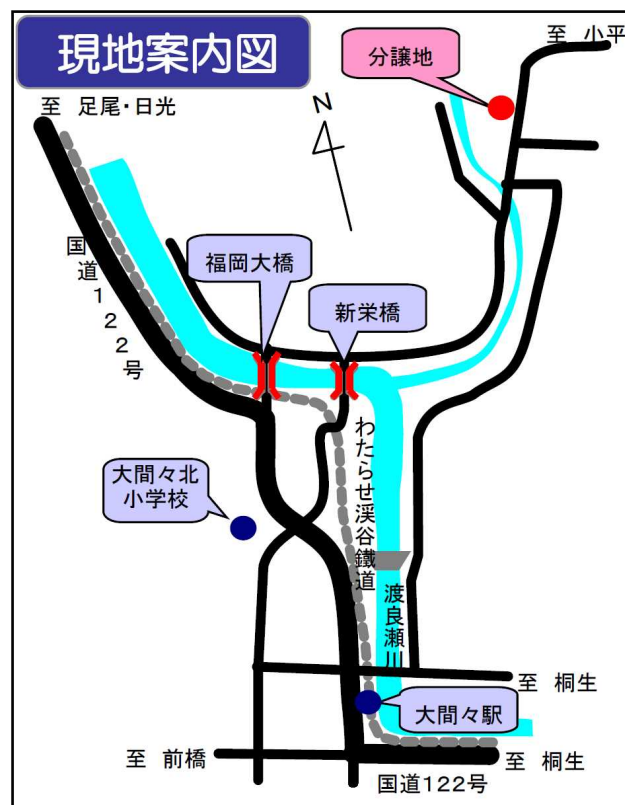 現地案内図
至 小平
分譲地
至 足尾・日光
N
福岡大橋
国道122号
新栄橋
わたらせ渓谷鐵道
大間々北
小学校
渡良瀬川
至 桐生
大間々駅
至 前橋
至 桐生
国道122号